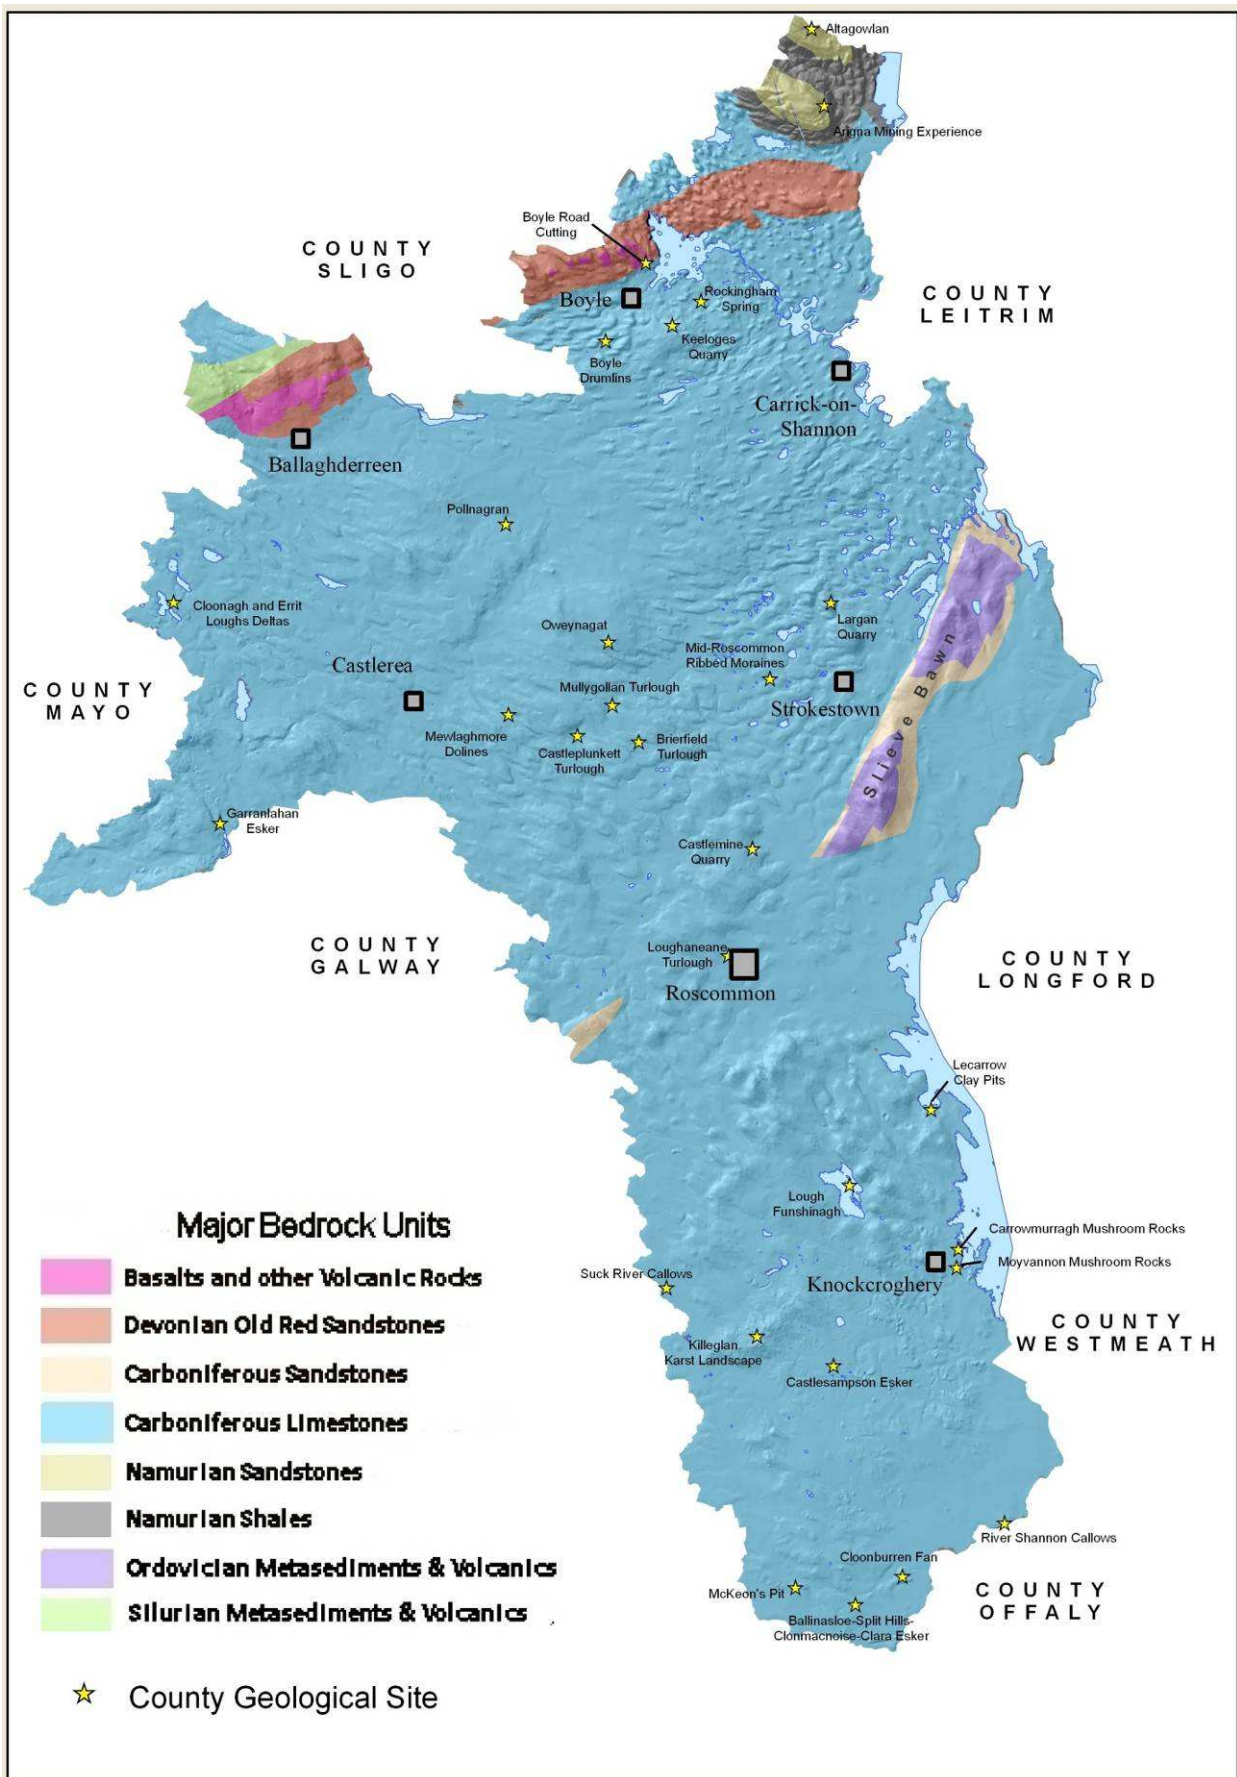 Altagowlan
Arigna Mining Experience
Boyle Road
Cutting
COUNTY
SLIGO
Boyle
Rockingham
Spring
COUNTY
LEITRIM
Keeloges
Quarry
Boyle
Drumlins
Carrick-on-
Shannon
Ballaghderreen
Pollnagran
Cloonagh and Errit
Loughs Deltas
Largan
Quarry
Oweynagat
Mid-Roscommon
Ribbed Moraines
Slieve Bawn
Castlerea
COUNTY
MAYO
Mullygollan Turlough
Strokestown
Mewlaghmore
Dolines
Castleplunkett
Turlough
Brierfield
Turlough
Garranlahan
Esker
Castlemine
Quarry
COUNTY
GALWAY
Loughaneane
Turlough
Roscommon
COUNTY
LONGFORD
Lecarrow
Clay Pits
Lough
Funshinagh
Carrowmurragh Mushroom Rocks
Moyvannon Mushroom Rocks
Suck River Callows
Knockcroghery
COUNTY
WESTMEATH
Killeglan
Karst Landscape
Castlesampson Esker
River Shannon Callows
Cloonburren Fan
McKeon's Pit
COUNTY
OFFALY
Ballinasloe-Split Hills-
Clonmacnoise-Clara Esker
Major Bedrock Units
Basalts and other Volcanic Rocks
Devonian Old Red Sandstones
Carboniferous Sandstones
Carboniferous Limestones
Namurian Sandstones
Namurian Shales
Ordovician Metasediments & Volcanics
Silurian Metasediments & Volcanics
County Geological Site